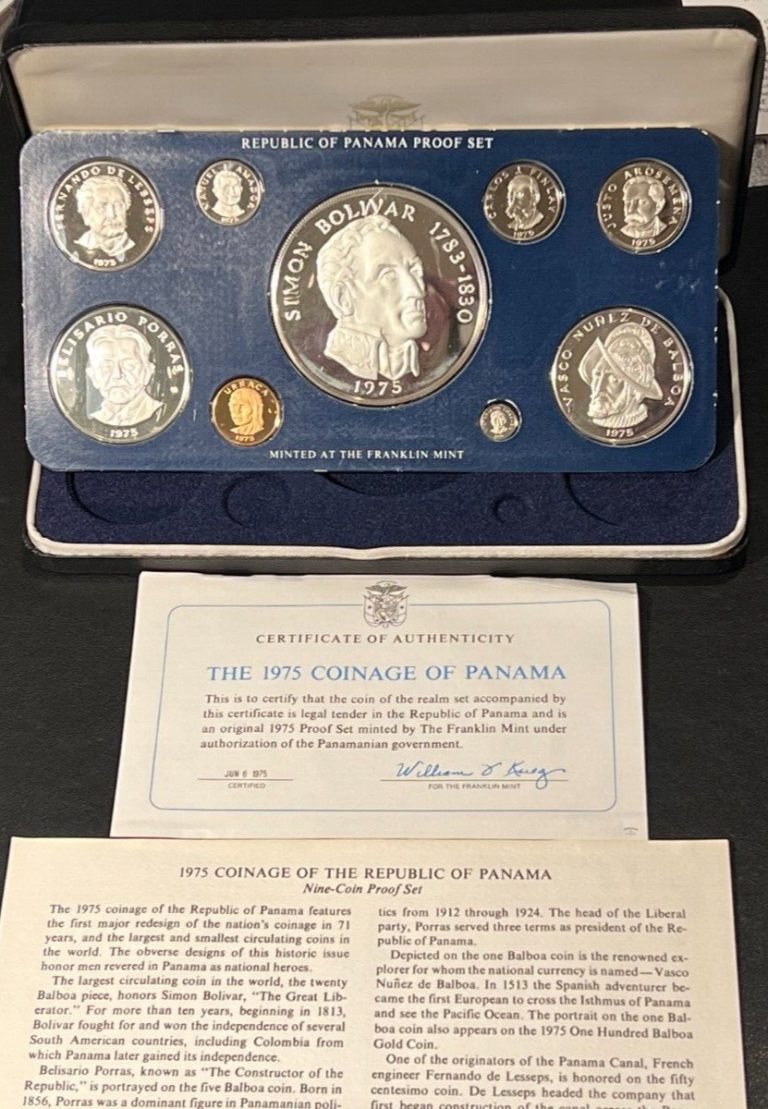 REPUBLIC OF PANAMA PROOF SET
FERNANDO DE LESSEPS
1975
MANUEL E. AMADOR
1975
SIMON BOLIVAR 1783-1830
1975
CARLOS J. FINLAY
1975
JUSTO AROSEMENA
1975
BELISARIO PORRAS
1975
URRACA
1975
VASCO NUÑEZ DE BALBOA
1975
MINTED AT THE FRANKLIN MINT
CERTIFICATE OF AUTHENTICITY
THE 1975 COINAGE OF PANAMA
This is to certify that the coin of the realm set accompanied by
this certificate is legal tender in the Republic of Panama and is
an original 1975 Proof Set minted by The Franklin Mint under
authorization of the Panamanian government.
JUN 6 1975
CERTIFIED
William
FOR THE FRANKLIN MINT
1975 COINAGE OF THE REPUBLIC OF PANAMA
Nine-Coin Proof Set
The 1975 coinage of the Republic of Panama features
the first major redesign of the nation's coinage in 71
years, and the largest and smallest circulating coins in
the world. The obverse designs of this historic issue
honor men revered in Panama as national heroes.
The largest circulating coin in the world, the twenty
Balboa piece, honors Simon Bolivar, "The Great Lib-
erator." For more than ten years, beginning in 1813,
Bolivar fought for and won the independence of several
South American countries, including Colombia from
which Panama later gained its independence.
Belisario Porras, known as "The Constructor of the
Republic," is portrayed on the five Balboa coin. Born in
1856, Porras was a dominant figure in Panamanian poli-
tics from 1912 through 1924. The head of the Liberal
party, Porras served three terms as president of the Re-
public of Panama.
Depicted on the one Balboa coin is the renowned ex-
plorer for whom the national currency is named—Vasco
Nuñez de Balboa. In 1513 the Spanish adventurer be-
came the first European to cross the Isthmus of Panama
and see the Pacific Ocean. The portrait on the one Bal-
boa coin also appears on the 1975 One Hundred Balboa
Gold Coin.
One of the originators of the Panama Canal, French
engineer Fernando de Lesseps, is honored on the fifty
centesimo coin. De Lesseps headed the company that
first began construction of the canal across the